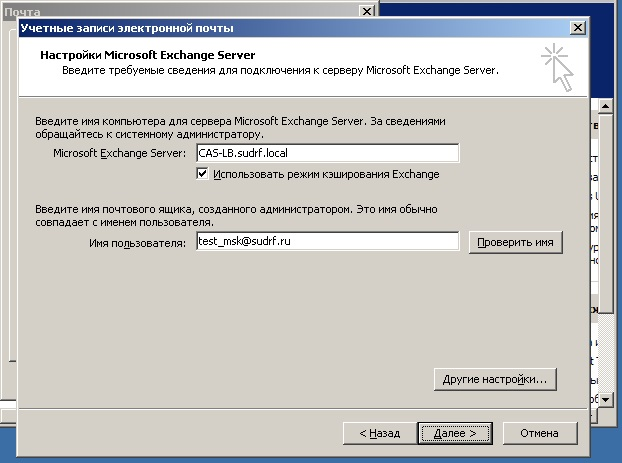 Почта
Учетные записи электронной почты
Настройки Microsoft Exchange Server
Введите требуемые сведения для подключения к серверу Microsoft Exchange Server.
Введите имя компьютера для сервера Microsoft Exchange Server. За сведениями
обращайтесь к системному администратору.
Microsoft Exchange Server: CAS-LB.sudrf.local
Использовать режим кэширования Exchange
Введите имя почтового ящика, созданного администратором. Это имя обычно
совпадает с именем пользователя.
Имя пользователя: test_msk@sudrf.ru Проверить имя
Другие настройки...
< Назад Далее > Отмена